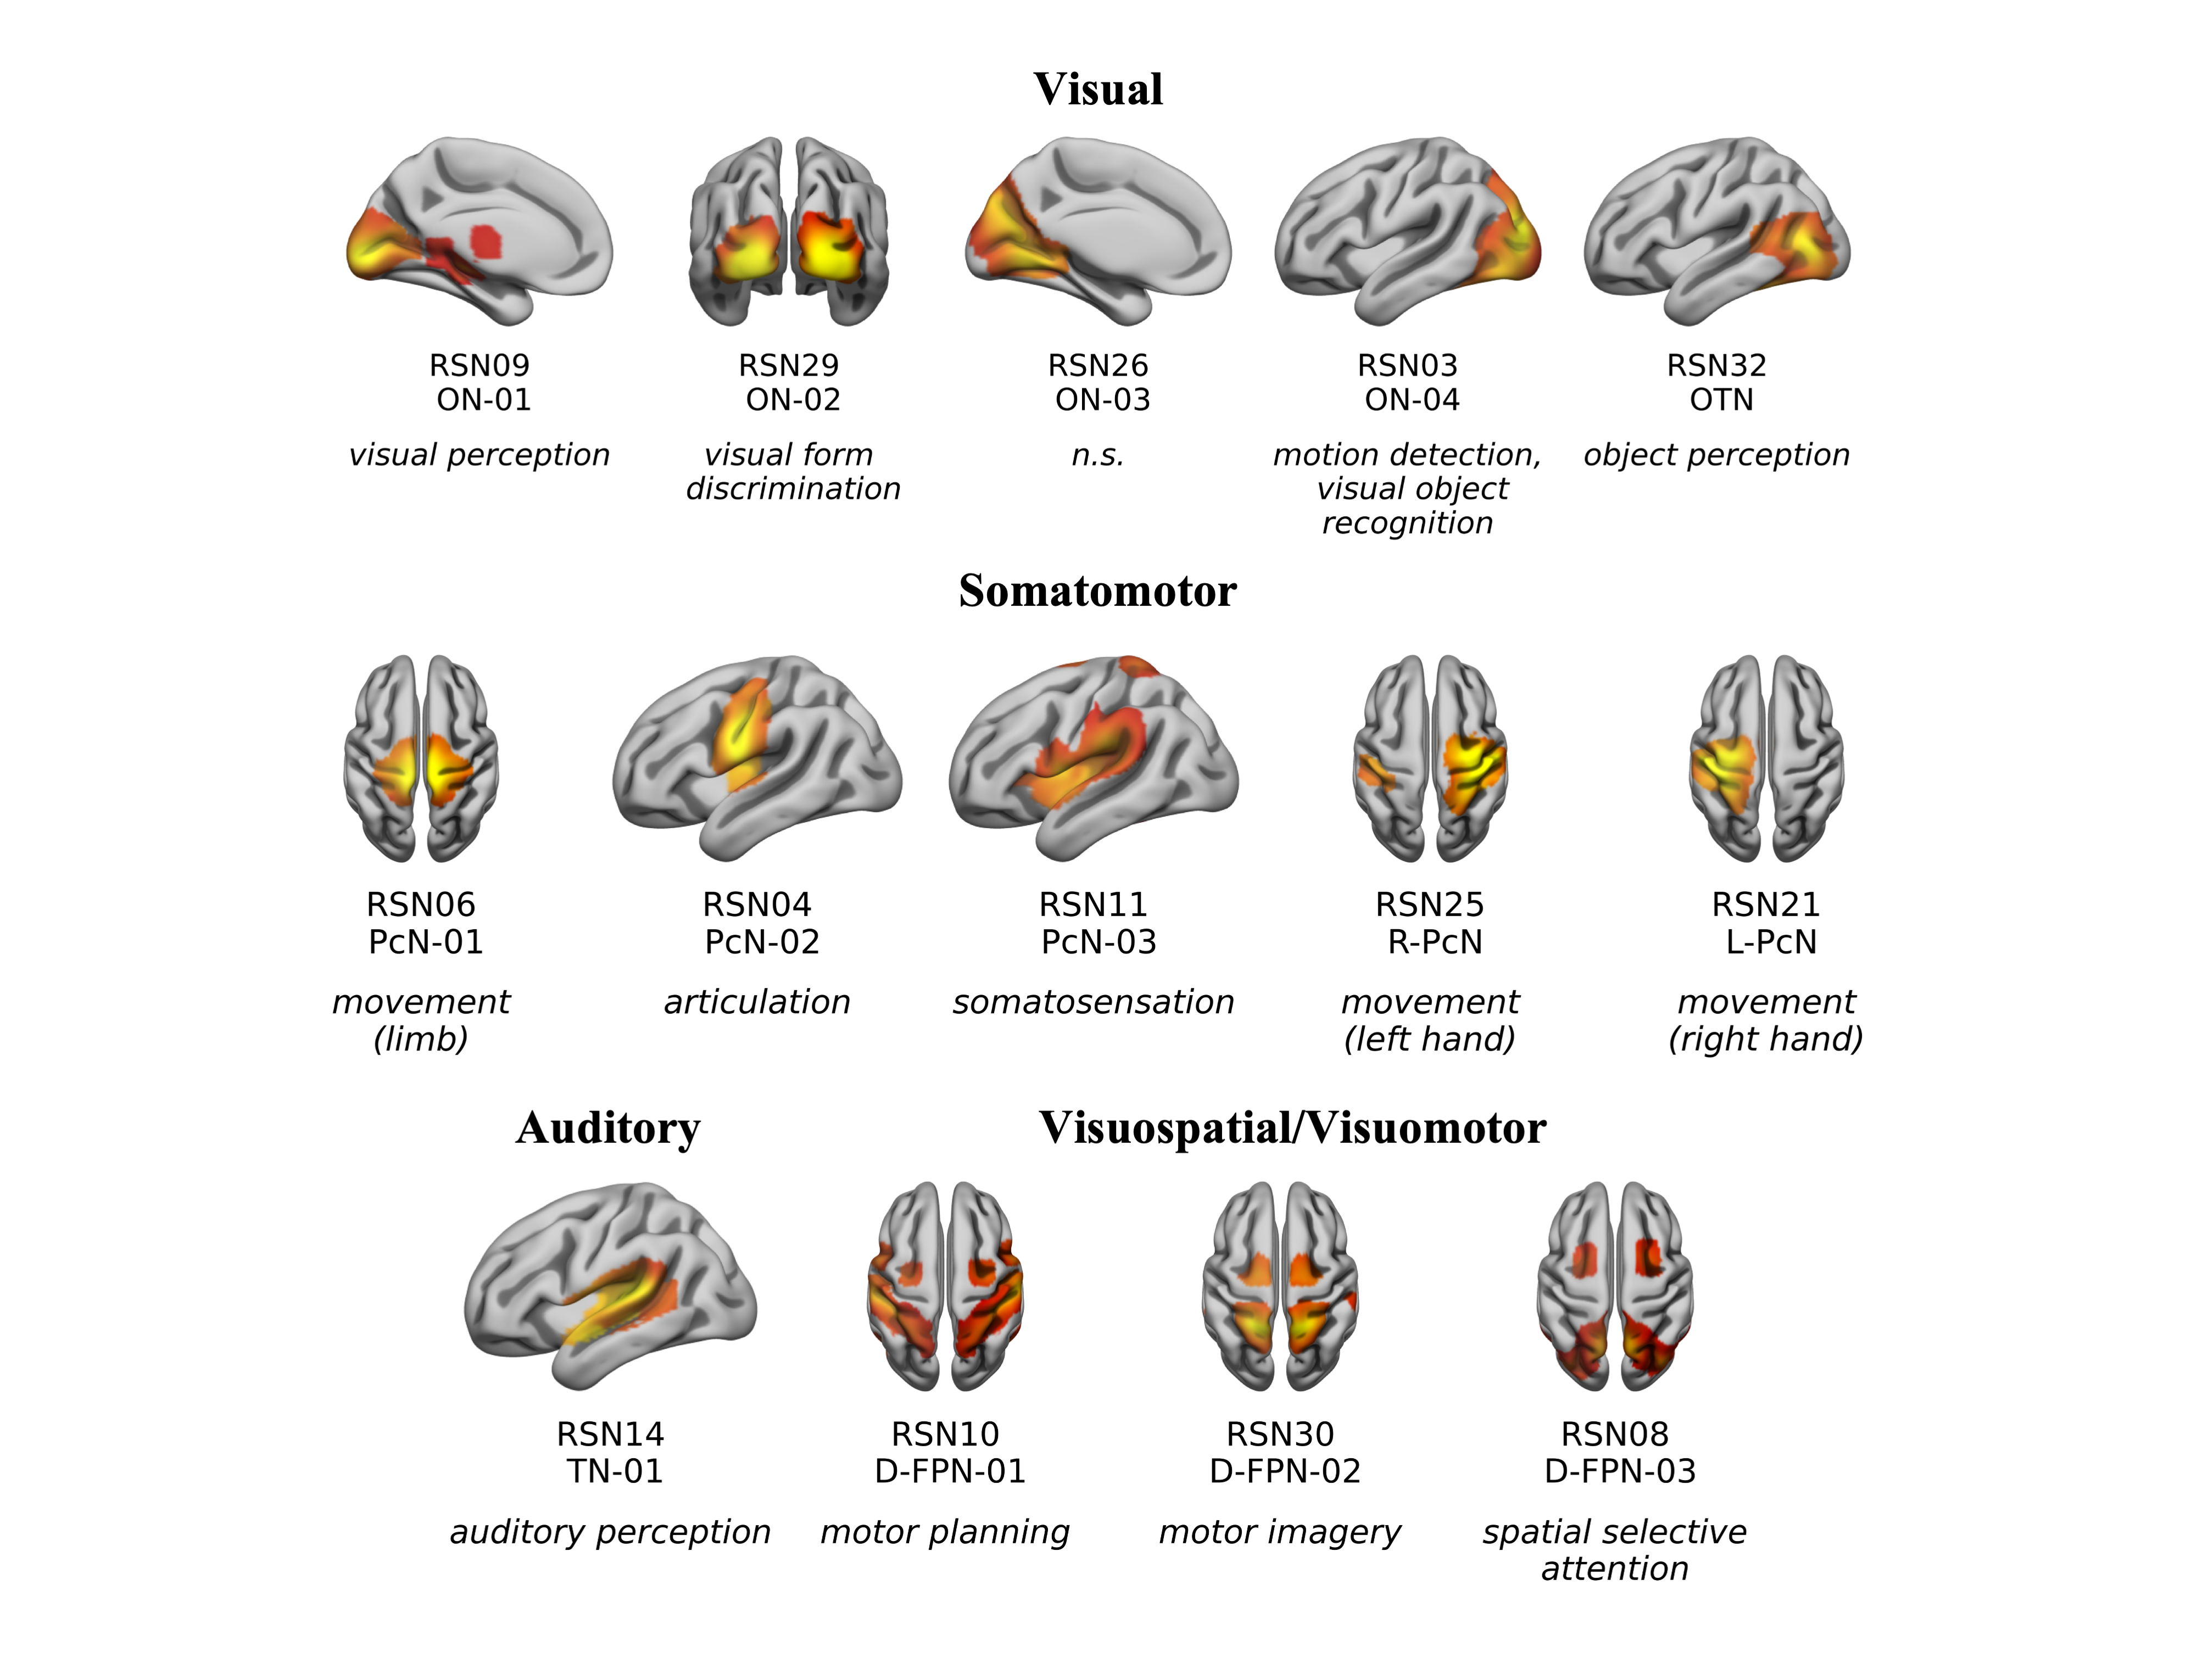 Visual
RSN09
ON-01
visual perception
RSN29
ON-02
visual form
discrimination
RSN26
ON-03
n.s.
RSN03
ON-04
motion detection,
visual object
recognition
RSN32
OTN
object perception
Somatomotor
RSN06
PcN-01
movement
(limb)
RSN04
PcN-02
articulation
RSN11
PcN-03
somatosensation
RSN25
R-PcN
movement
(left hand)
RSN21
L-PcN
movement
(right hand)
Auditory
RSN14
TN-01
auditory perception
Visuospatial/Visuomotor
RSN10
D-FPN-01
motor planning
RSN30
D-FPN-02
motor imagery
RSN08
D-FPN-03
spatial selective
attention